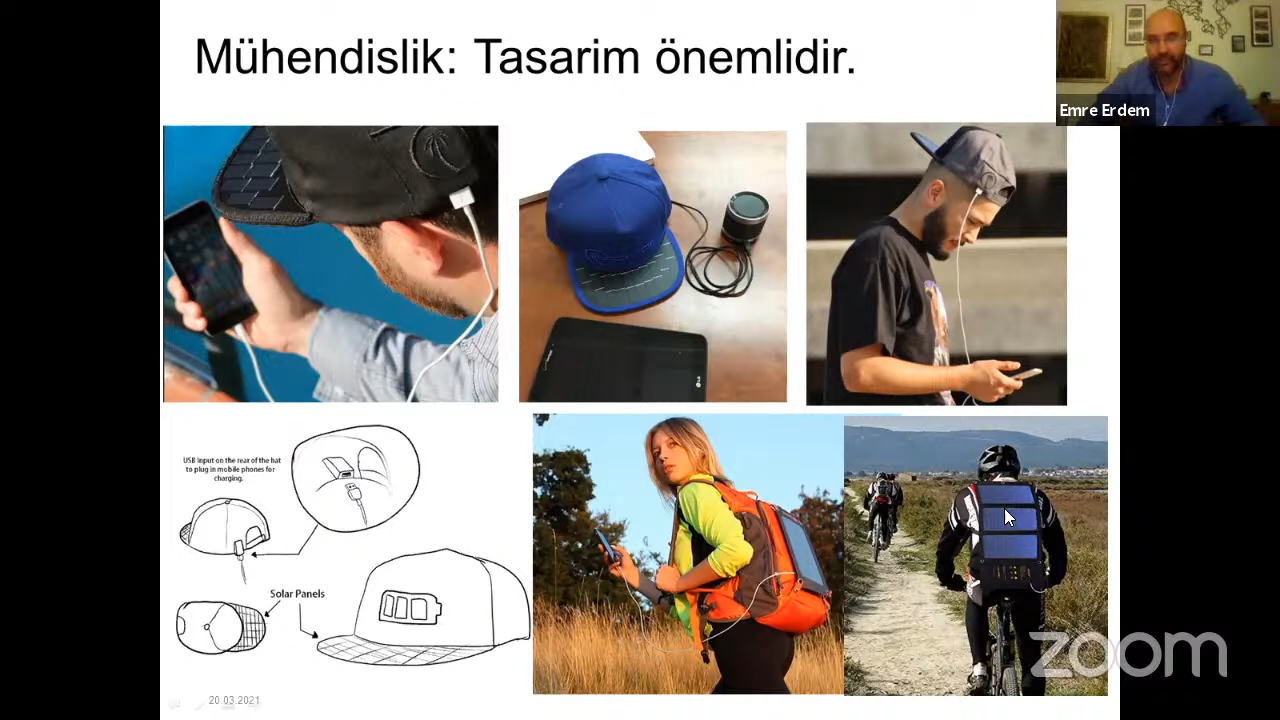 Mühendislik: Tasarim önemlidir.
Emre Erdem
USB input on the rear of the hat
to plug in mobile phones for
charging.
Solar Panels
20.03.2021
zoom